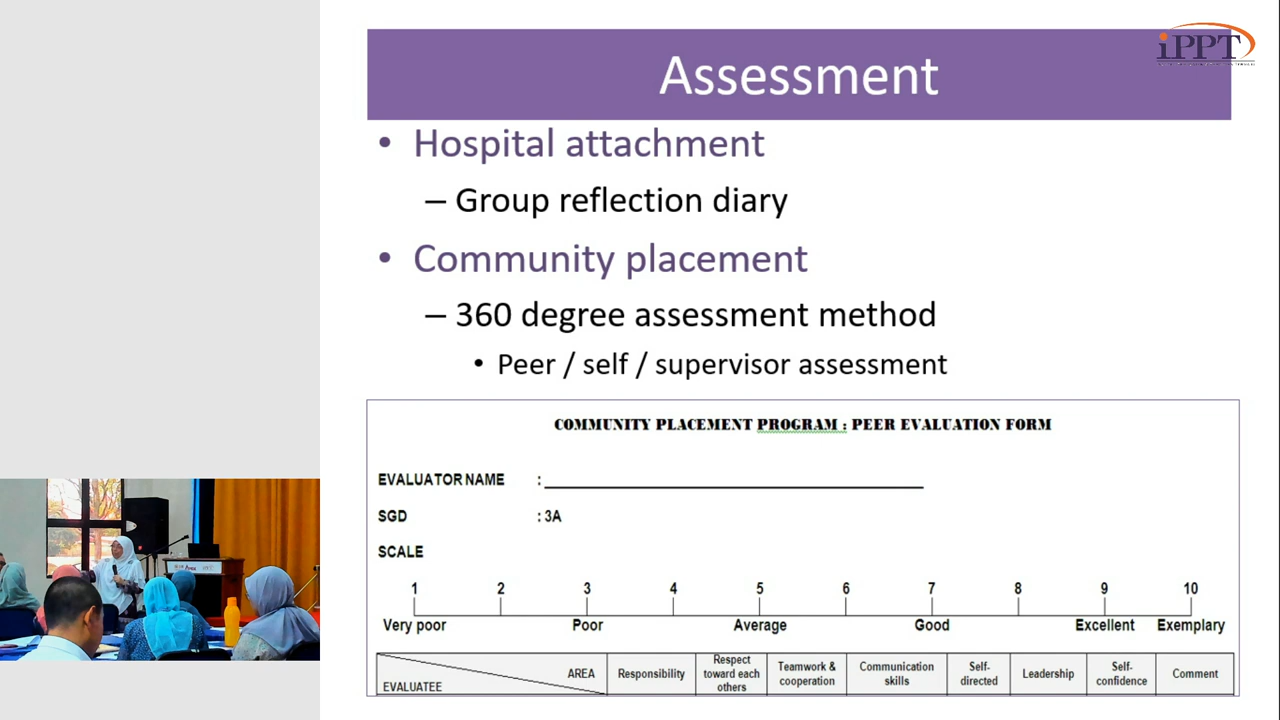 iPPT
Assessment
• Hospital attachment
– Group reflection diary
• Community placement
– 360 degree assessment method
• Peer / self / supervisor assessment
COMMUNITY PLACEMENT PROGRAM : PEER EVALUATION FORM
EVALUATOR NAME :
SGD : 3A
SCALE
1 2 3 4 5 6 7 8 9 10
Very poor Poor Average Good Excellent Exemplary
AREA
EVALUATEE
Responsibility
Respect
toward each
others
Teamwork &
cooperation
Communication
skills
Self-
directed
Leadership
Self-
confidence
Comment